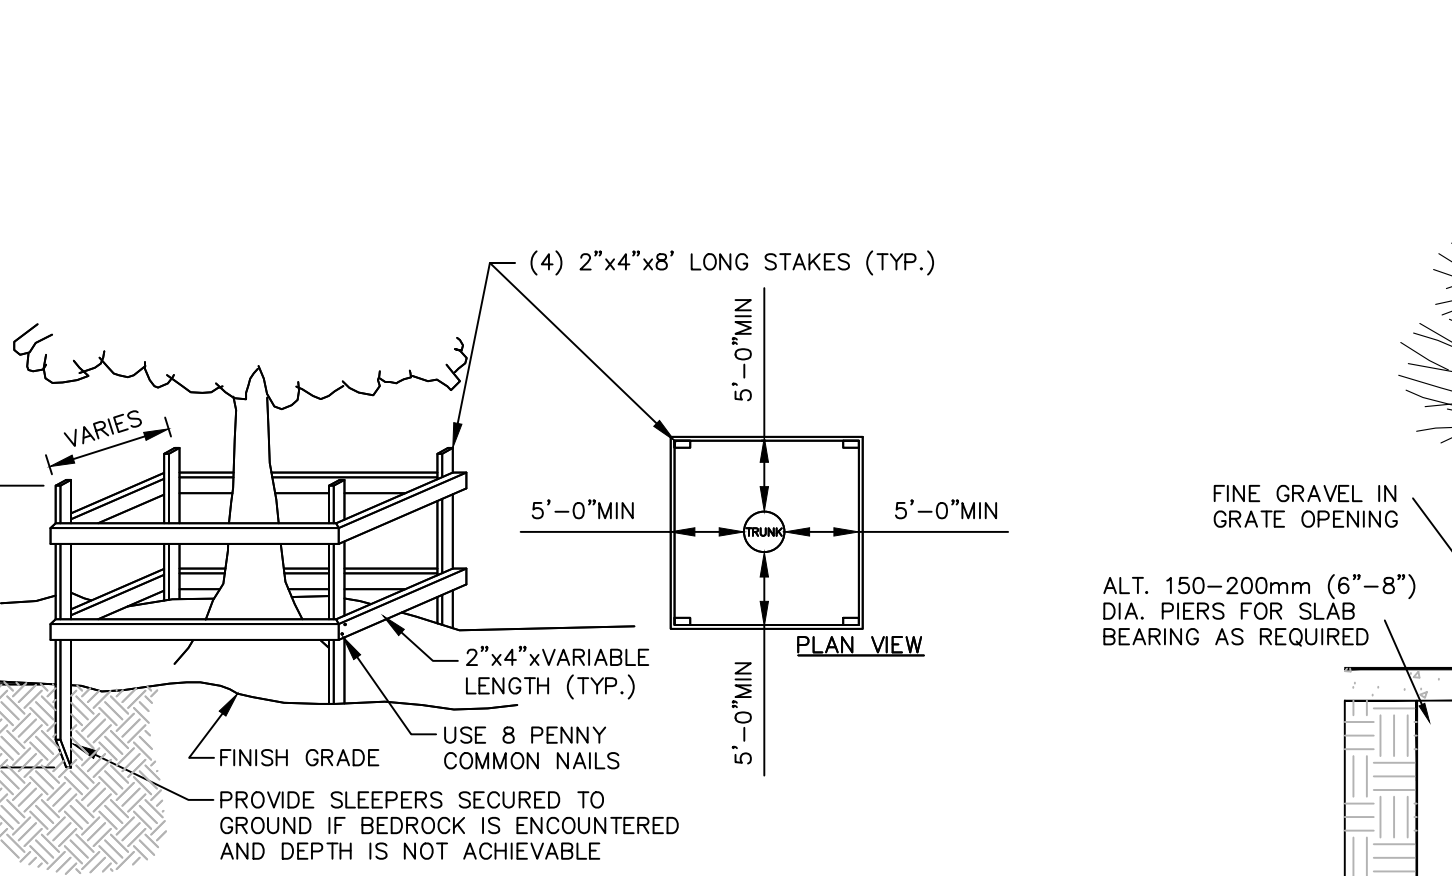 (4) 2"x4"x8' LONG STAKES (TYP.)
5'-0"MIN
VARIES
5'-0"MIN
TRUNK
5'-0"MIN
PLAN VIEW
5'-0"MIN
2"x4"xVARIABLE
LENGTH (TYP.)
USE 8 PENNY
COMMON NAILS
FINISH GRADE
PROVIDE SLEEPERS SECURED TO
GROUND IF BEDROCK IS ENCOUNTERED
AND DEPTH IS NOT ACHIEVABLE
FINE GRAVEL IN
GRATE OPENING
ALT. 150-200mm (6"-8")
DIA. PIERS FOR SLAB
BEARING AS REQUIRED